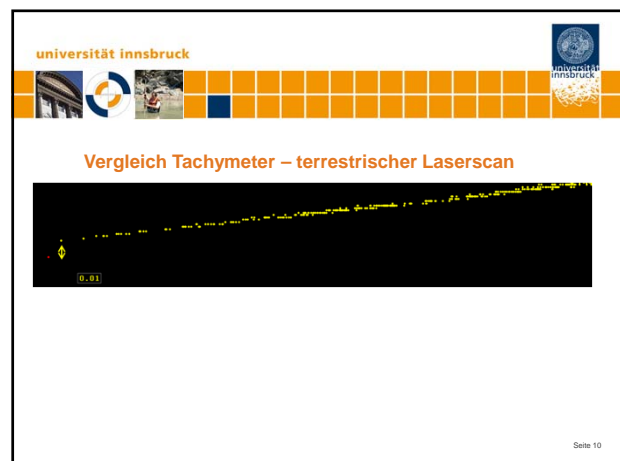 universität innsbruck
universität
innsbruck
Vergleich Tachymeter – terrestrischer Laserscan
0.01
Seite 10